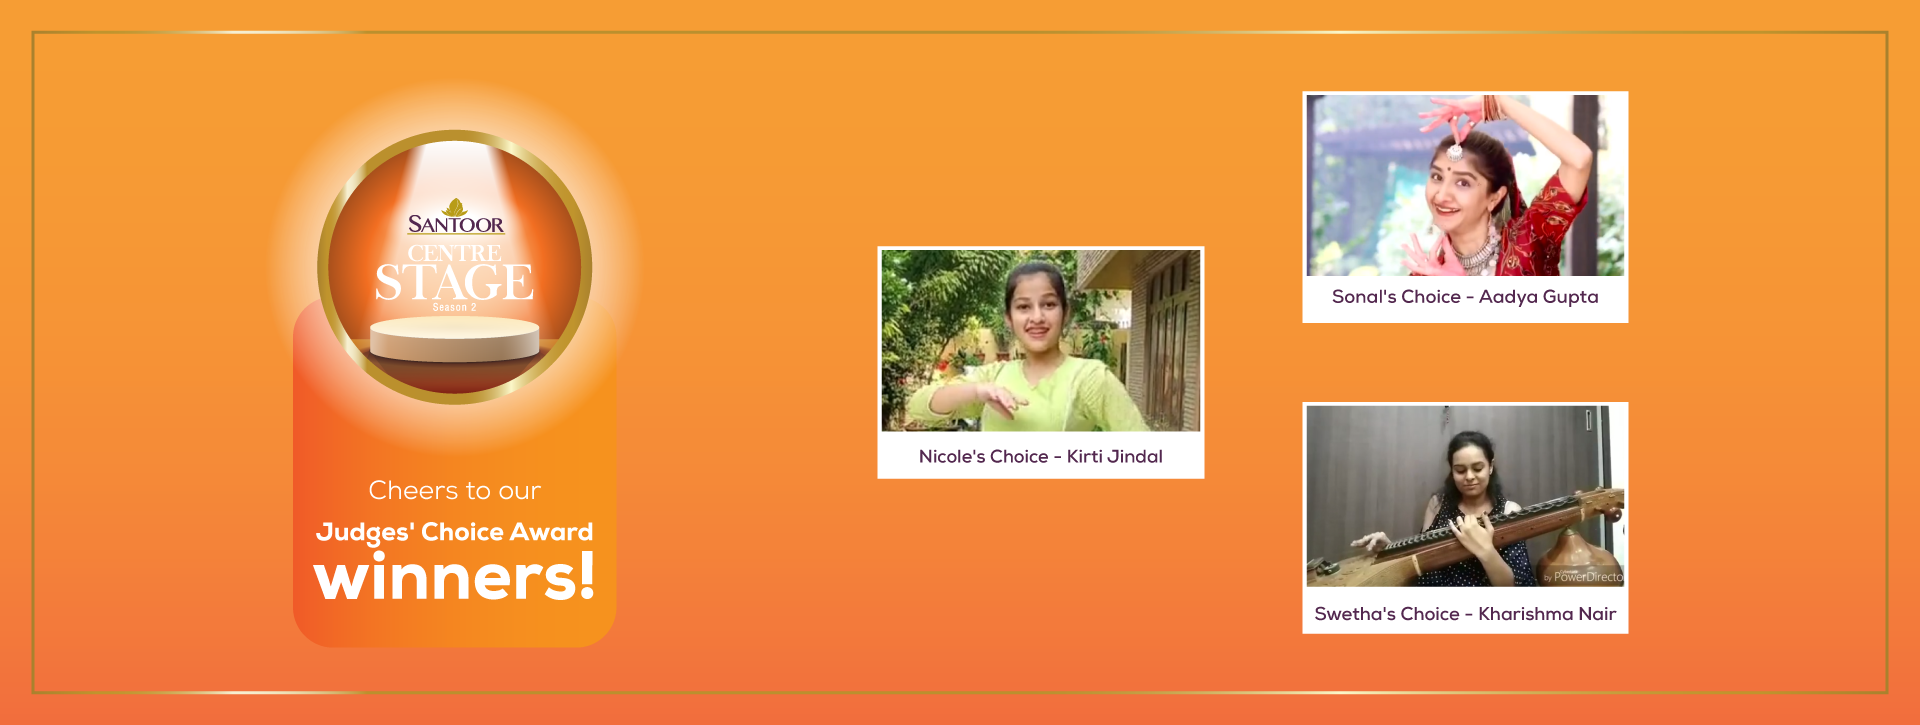 SANTOOR
CENTRE
STAGE
Season 2
Cheers to our
Judges' Choice Award
winners!
Nicole's Choice - Kirti Jindal
Sonal's Choice - Aadya Gupta
by PowerDirecto
Swetha's Choice - Kharishma Nair